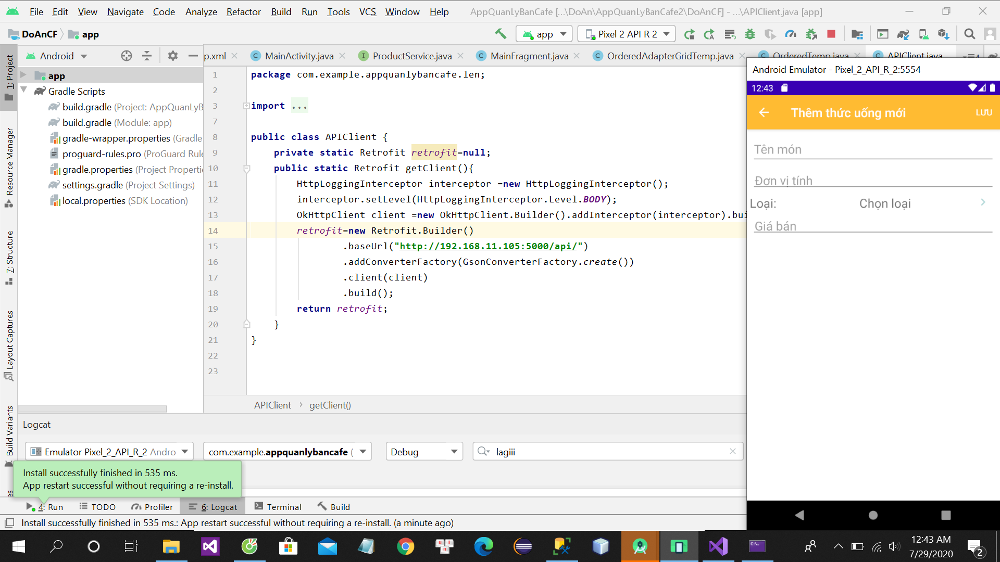 File Edit View Navigate Code Analyze Refactor Build Run Tools VCS Window Help AppQuanLyBanCafe [...\DoAn\AppQuanLyBanCafe2\DoAnCF] - ...\APIClient.java [app]
DoAnCF app
app Pixel 2 API R 2
Android
p.xml MainActivity.java ProductService.java MainFragment.java OrderedAdapterGridTemp.java OrderedTemp.java APIClient.java
1: Project
Resource Manager
7: Structure
Layout Captures
Build Variants
app
Gradle Scripts
build.gradle (Project: AppQuanLyB
build.gradle (Module: app)
gradle-wrapper.properties (Gradle
proguard-rules.pro (ProGuard Rule
gradle.properties (Project Properti
settings.gradle (Project Settings)
local.properties (SDK Location)
1 package com.example.appquanlybancafe.len;
2
3 import ...
7
8 public class APIClient {
9 private static Retrofit retrofit=null;
10 public static Retrofit getClient(){
11 HttpLoggingInterceptor interceptor =new HttpLoggingInterceptor();
12 interceptor.setLevel(HttpLoggingInterceptor.Level.BODY);
13 OkHttpClient client =new OkHttpClient.Builder().addInterceptor(interceptor).bui
14 retrofit=new Retrofit.Builder()
15 .baseUrl("http://192.168.11.105:5000/api/")
16 .addConverterFactory(GsonConverterFactory.create())
17 .client(client)
18 .build();
19 return retrofit;
20 }
21 }
22
23
APIClient getClient()
Android Emulator - Pixel_2_API_R_2:5554
12:43
Thêm thức uống mới LƯU
Tên món
Đơn vị tính
Loại: Chọn loại
Giá bán
Logcat
Emulator Pixel_2_API_R_2 Andro com.example.appquanlybancafe ( Debug lagiii
Install successfully finished in 535 ms.
App restart successful without requiring a re-install.
4: Run TODO Profiler 6: Logcat Terminal Build
Install successfully finished in 535 ms.: App restart successful without requiring a re-install. (a minute ago)
12:43 AM
7/29/2020
2